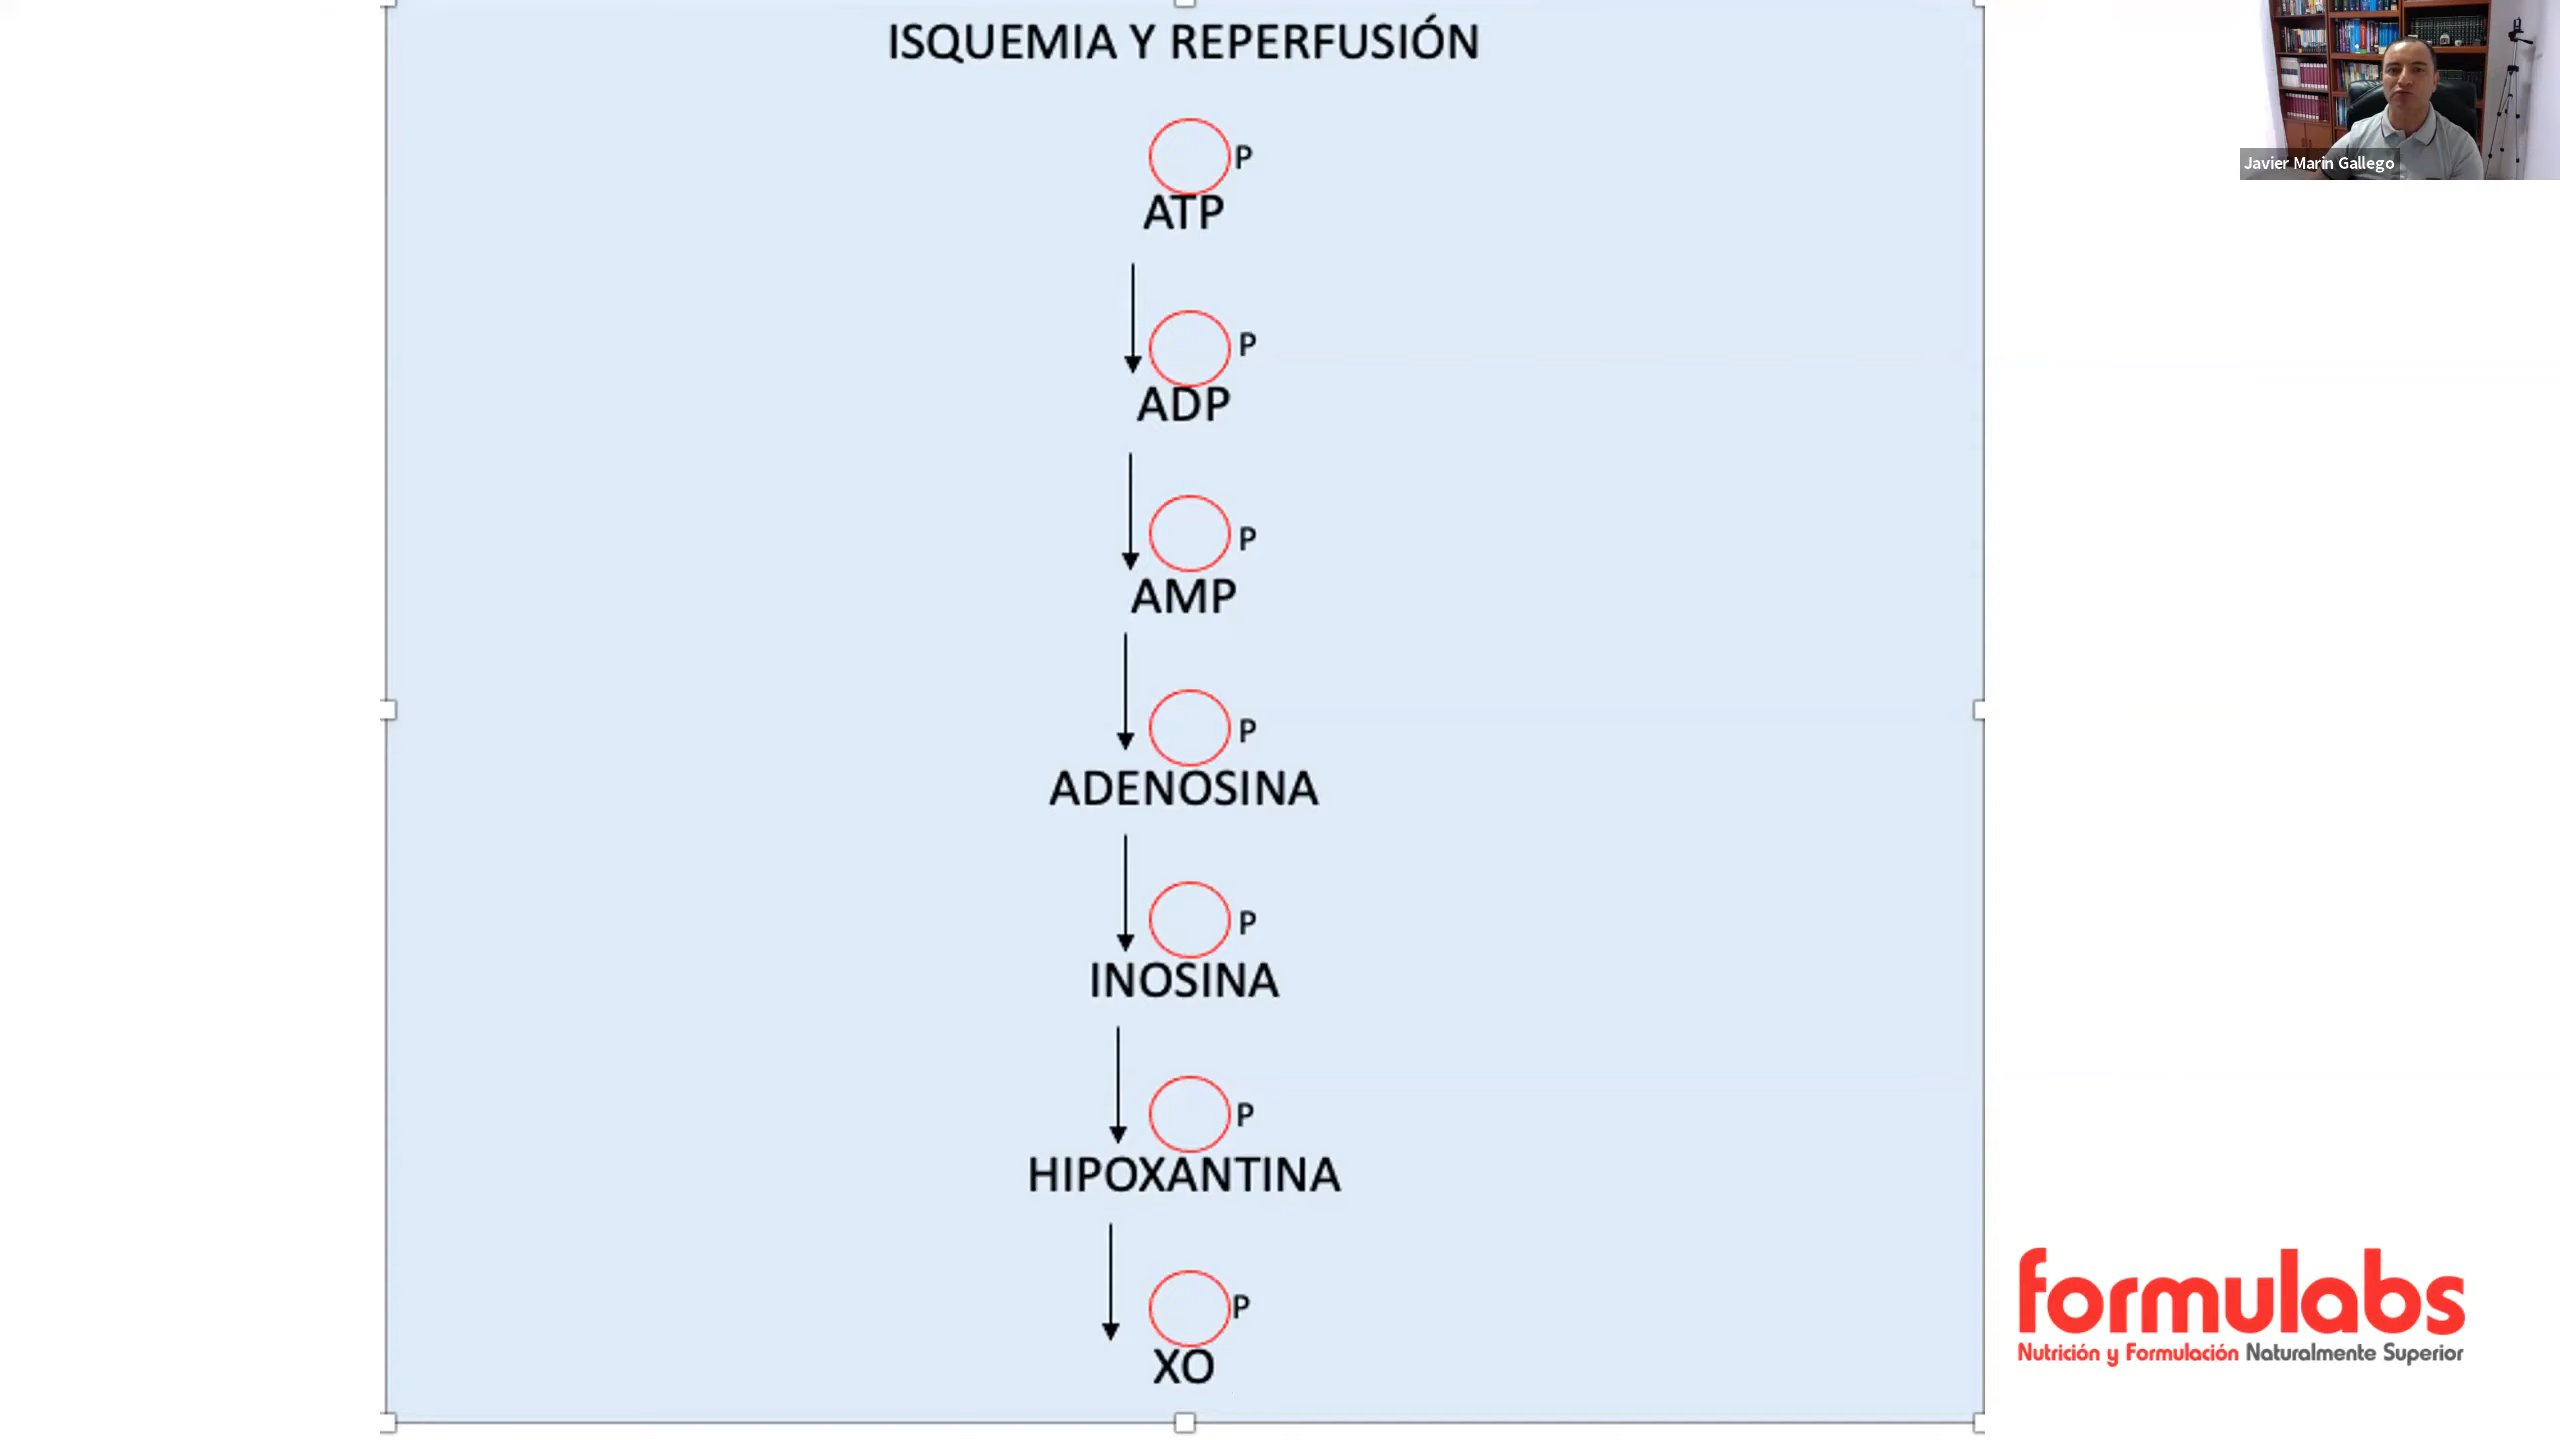 ISQUEMIA Y REPERFUSIÓN
P
ATP
P
ADP
P
AMP
P
ADENOSINA
P
INOSINA
P
HIPOXANTINA
P
XO
Javier Marin Gallego
formulabs
Nutrición y Formulación Naturalmente Superior